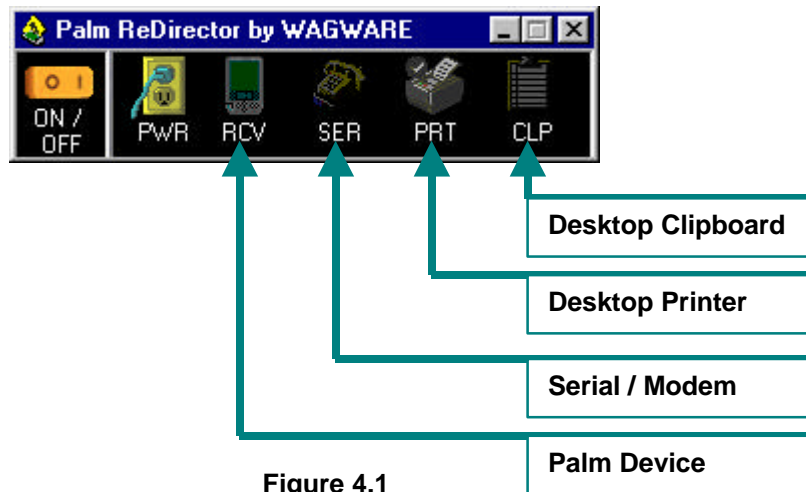 Palm ReDirector by WAGWARE
ON /
OFF
PWR
RCV
SER
PRT
CLP
Desktop Clipboard
Desktop Printer
Serial / Modem
Palm Device
Figure 4.1